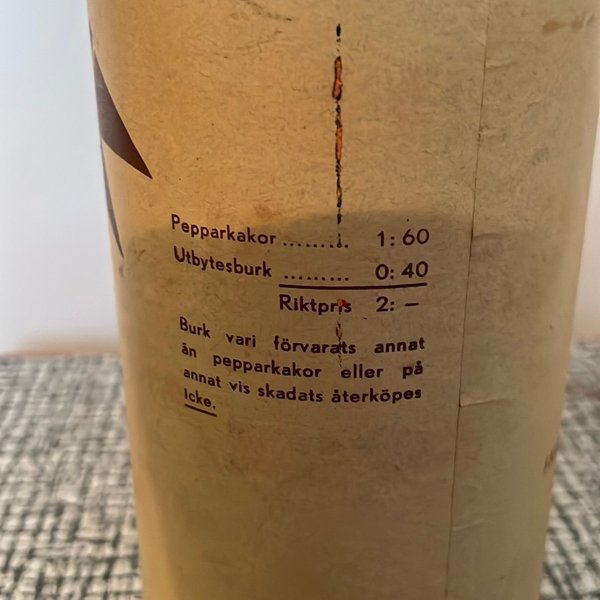 Pepparkakor ......... 1:60
Utbytesburk ......... 0:40
Riktpris 2:—
Burk vari förvarats annat
än pepparkakor eller på
annat vis skadats återköpes
Icke.